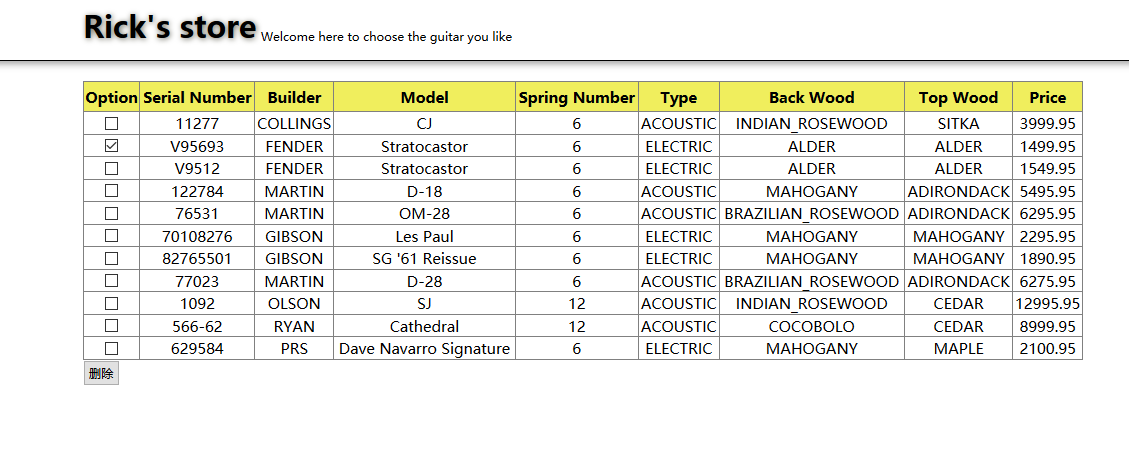 Rick's store Welcome here to choose the guitar you like
Option Serial Number Builder Model Spring Number Type Back Wood Top Wood Price
11277 COLLINGS CJ 6 ACOUSTIC INDIAN_ROSEWOOD SITKA 3999.95
V95693 FENDER Stratocastor 6 ELECTRIC ALDER ALDER 1499.95
V9512 FENDER Stratocastor 6 ELECTRIC ALDER ALDER 1549.95
122784 MARTIN D-18 6 ACOUSTIC MAHOGANY ADIRONDACK 5495.95
76531 MARTIN OM-28 6 ACOUSTIC BRAZILIAN_ROSEWOOD ADIRONDACK 6295.95
70108276 GIBSON Les Paul 6 ELECTRIC MAHOGANY MAHOGANY 2295.95
82765501 GIBSON SG '61 Reissue 6 ELECTRIC MAHOGANY MAHOGANY 1890.95
77023 MARTIN D-28 6 ACOUSTIC BRAZILIAN_ROSEWOOD ADIRONDACK 6275.95
1092 OLSON SJ 12 ACOUSTIC INDIAN_ROSEWOOD CEDAR 12995.95
566-62 RYAN Cathedral 12 ACOUSTIC COCOBOLO CEDAR 8999.95
629584 PRS Dave Navarro Signature 6 ELECTRIC MAHOGANY MAPLE 2100.95
删除